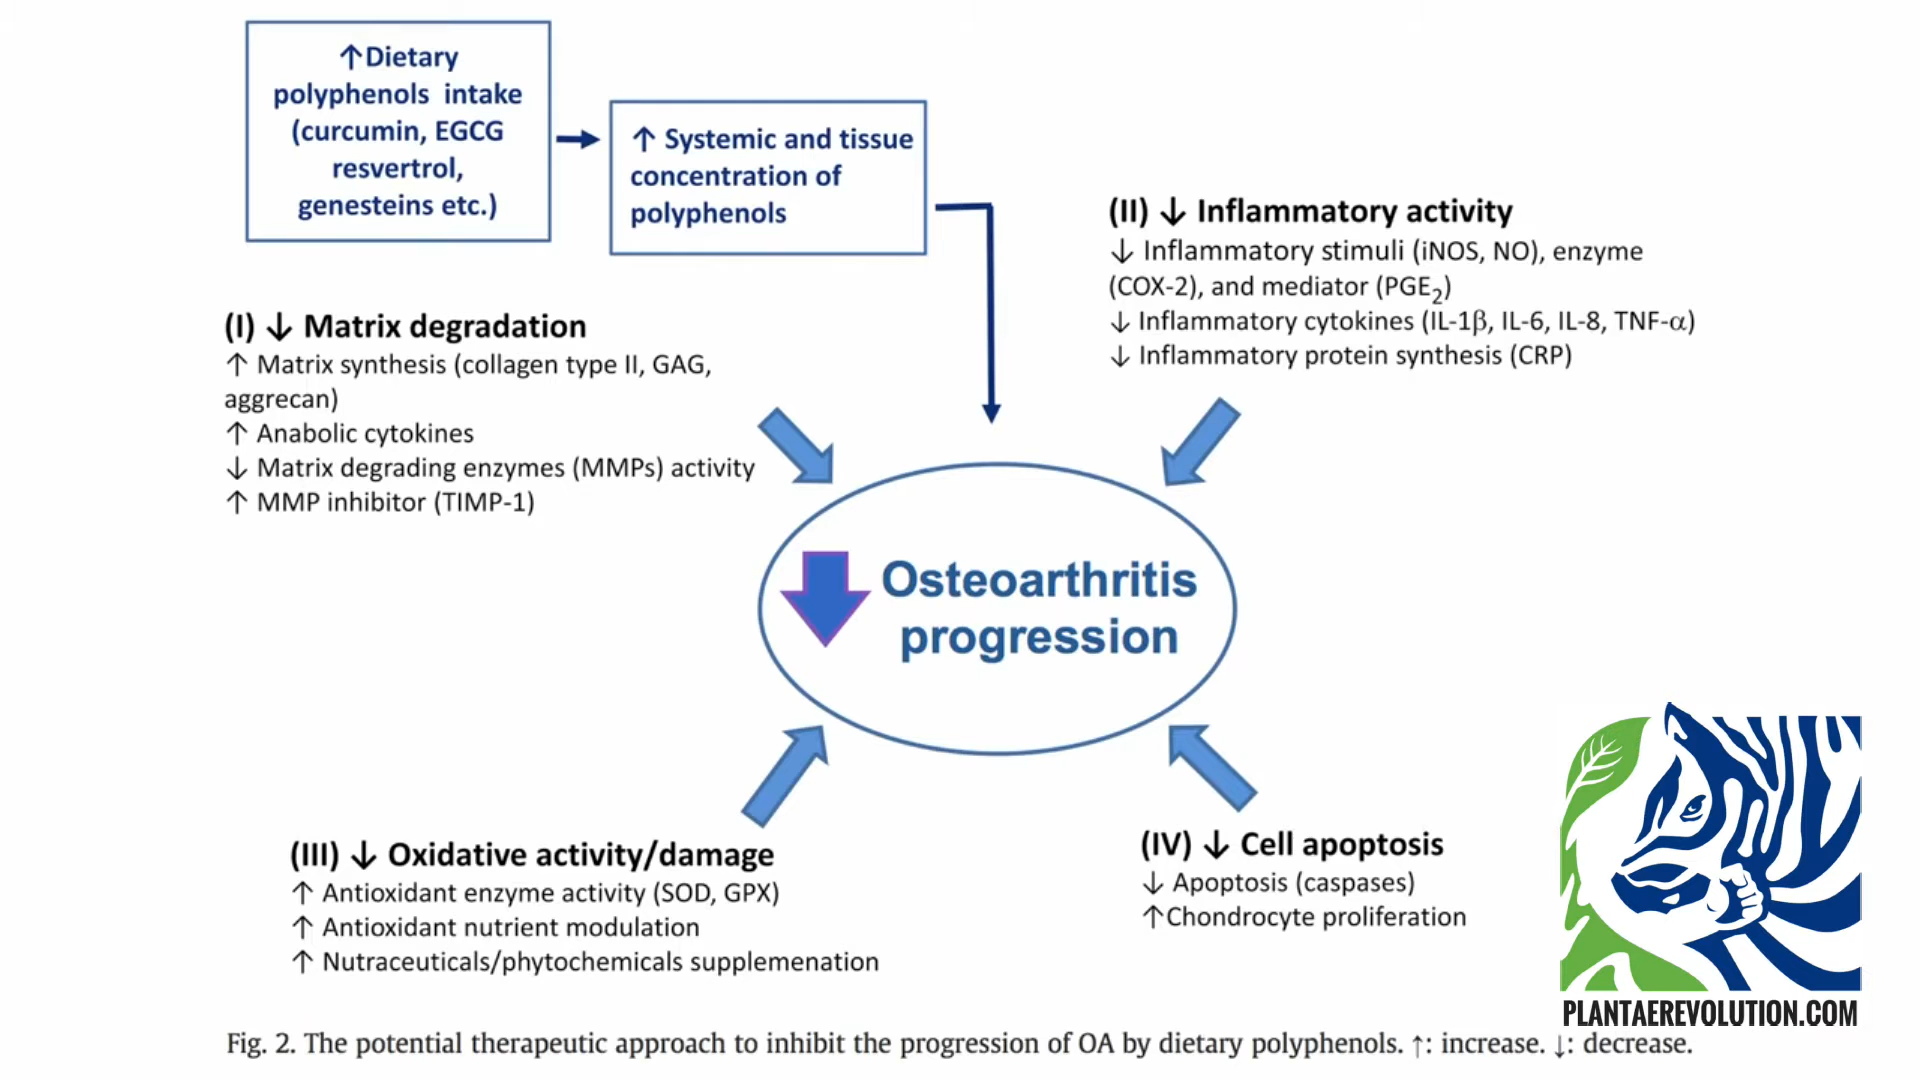 ↑Dietary
polyphenols intake
(curcumin, EGCG
resvertrol,
genesteins etc.)
↑ Systemic and tissue
concentration of
polyphenols
(I) ↓ Matrix degradation
↑ Matrix synthesis (collagen type II, GAG,
aggrecan)
↑ Anabolic cytokines
↓ Matrix degrading enzymes (MMPs) activity
↑ MMP inhibitor (TIMP-1)
(II) ↓ Inflammatory activity
↓ Inflammatory stimuli (iNOS, NO), enzyme
(COX-2), and mediator (PGE₂)
↓ Inflammatory cytokines (IL-1β, IL-6, IL-8, TNF-α)
↓ Inflammatory protein synthesis (CRP)
Osteoarthritis
progression
(III) ↓ Oxidative activity/damage
↑ Antioxidant enzyme activity (SOD, GPX)
↑ Antioxidant nutrient modulation
↑ Nutraceuticals/phytochemicals supplemenation
(IV) ↓ Cell apoptosis
↓ Apoptosis (caspases)
↑Chondrocyte proliferation
PLANTAEREVOLUTION.COM
Fig. 2. The potential therapeutic approach to inhibit the progression of OA by dietary polyphenols. ↑: increase. ↓: decrease.